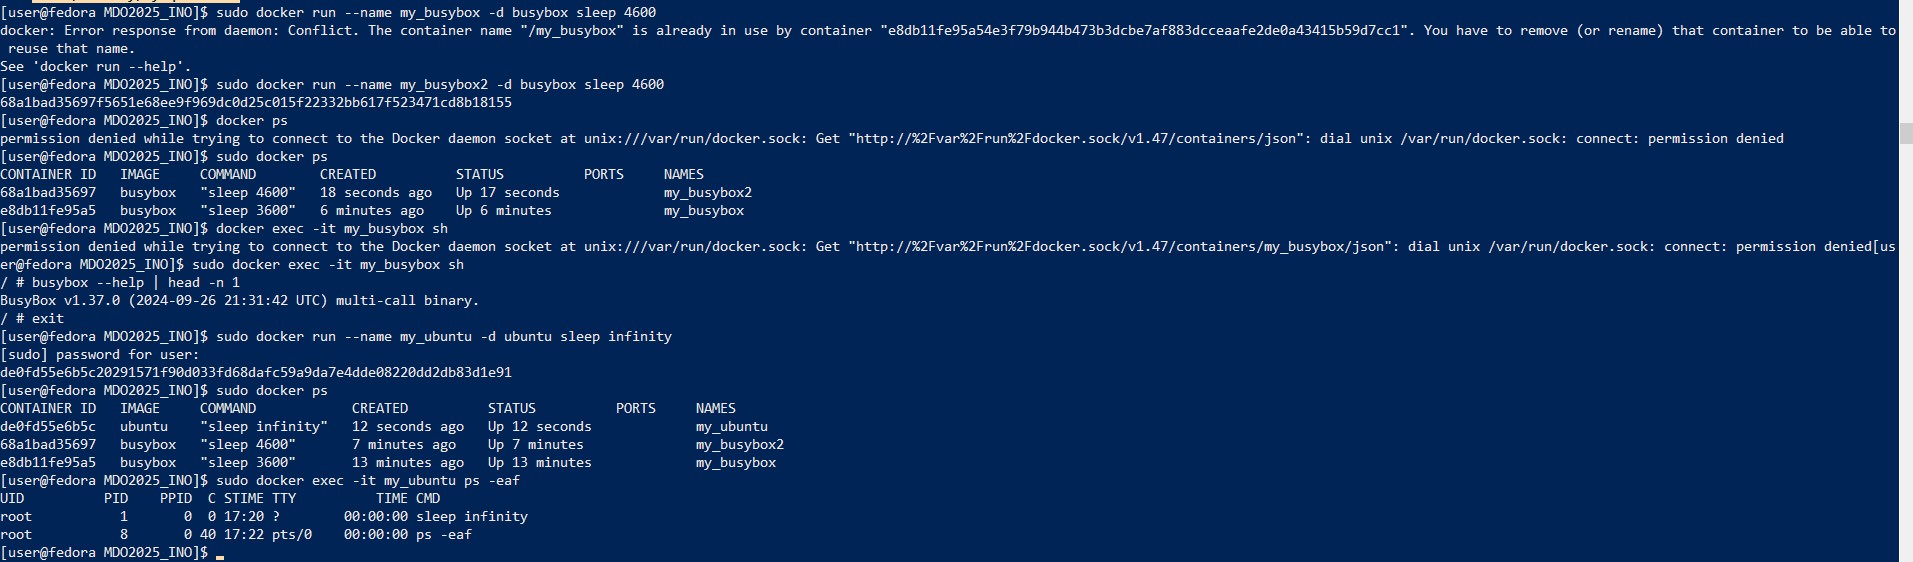 [user@fedora MDO2025_INO]$ sudo docker run --name my_busybox -d busybox sleep 4600
docker: Error response from daemon: Conflict. The container name "/my_busybox" is already in use by container "e8db11fe95a54e3f79b944b473b3dcbe7af883dcceaafe2de0a43415b59d7cc1". You have to remove (or rename) that container to be able to
 reuse that name.
See 'docker run --help'.
[user@fedora MDO2025_INO]$ sudo docker run --name my_busybox2 -d busybox sleep 4600
68a1bad35697f5651e68ee9f969dc0d25c015f22332bb617f523471cd8b18155
[user@fedora MDO2025_INO]$ docker ps
permission denied while trying to connect to the Docker daemon socket at unix:///var/run/docker.sock: Get "http://%2Fvar%2Frun%2Fdocker.sock/v1.47/containers/json": dial unix /var/run/docker.sock: connect: permission denied
[user@fedora MDO2025_INO]$ sudo docker ps
CONTAINER ID   IMAGE     COMMAND        CREATED          STATUS          PORTS     NAMES
68a1bad35697   busybox   "sleep 4600"   18 seconds ago   Up 17 seconds             my_busybox2
e8db11fe95a5   busybox   "sleep 3600"   6 minutes ago    Up 6 minutes              my_busybox
[user@fedora MDO2025_INO]$ docker exec -it my_busybox sh
permission denied while trying to connect to the Docker daemon socket at unix:///var/run/docker.sock: Get "http://%2Fvar%2Frun%2Fdocker.sock/v1.47/containers/my_busybox/json": dial unix /var/run/docker.sock: connect: permission denied[us
er@fedora MDO2025_INO]$ sudo docker exec -it my_busybox sh
/ # busybox --help | head -n 1
BusyBox v1.37.0 (2024-09-26 21:31:42 UTC) multi-call binary.
/ # exit
[user@fedora MDO2025_INO]$ sudo docker run --name my_ubuntu -d ubuntu sleep infinity
[sudo] password for user:
de0fd55e6b5c20291571f90d033fd68dafc59a9da7e4dde08220dd2db83d1e91
[user@fedora MDO2025_INO]$ sudo docker ps
CONTAINER ID   IMAGE     COMMAND            CREATED          STATUS          PORTS     NAMES
de0fd55e6b5c   ubuntu    "sleep infinity"   12 seconds ago   Up 12 seconds             my_ubuntu
68a1bad35697   busybox   "sleep 4600"       7 minutes ago    Up 7 minutes              my_busybox2
e8db11fe95a5   busybox   "sleep 3600"       13 minutes ago   Up 13 minutes             my_busybox
[user@fedora MDO2025_INO]$ sudo docker exec -it my_ubuntu ps -eaf
UID          PID    PPID  C STIME TTY          TIME CMD
root           1       0  0 17:20 ?        00:00:00 sleep infinity
root           8       0 40 17:22 pts/0    00:00:00 ps -eaf
[user@fedora MDO2025_INO]$